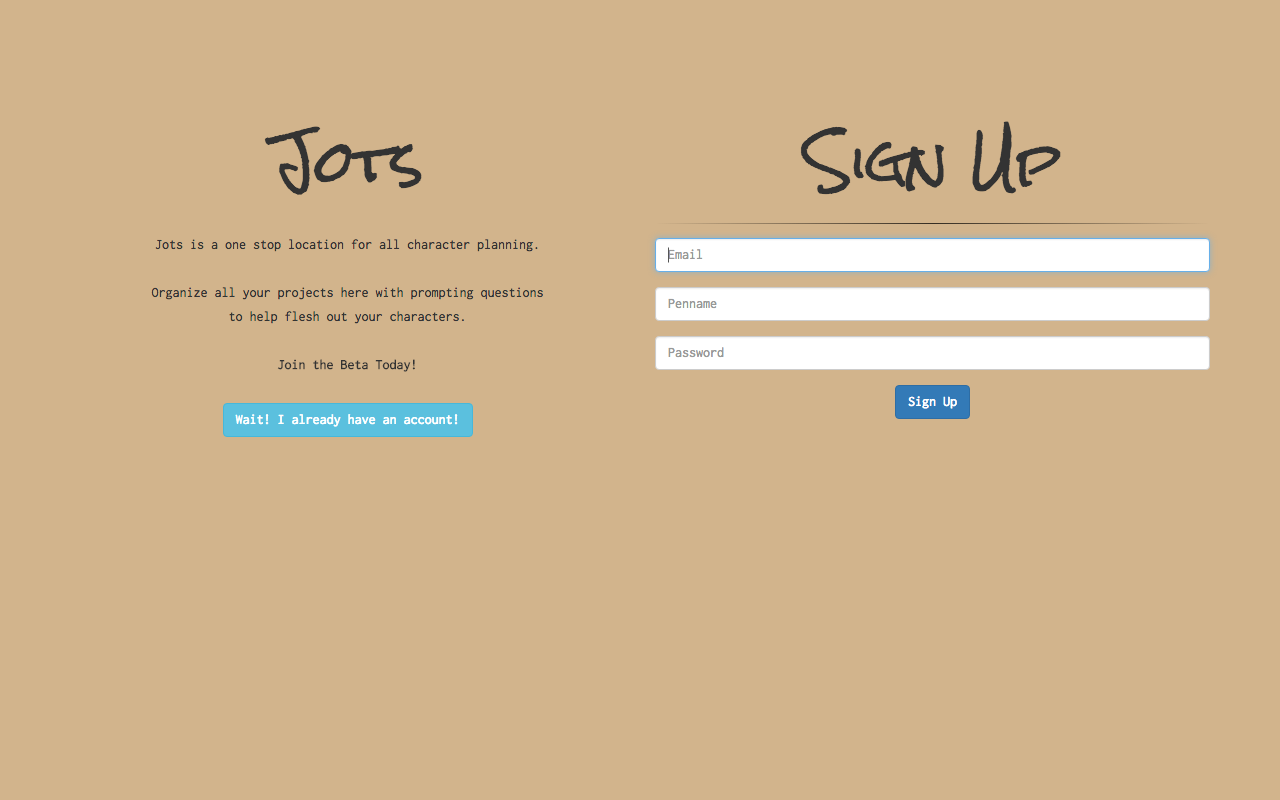 Jots
Jots is a one stop location for all character planning.
Organize all your projects here with prompting questions
to help flesh out your characters.
Join the Beta Today!
Wait! I already have an account!
Sign Up
Email
Penname
Password
Sign Up